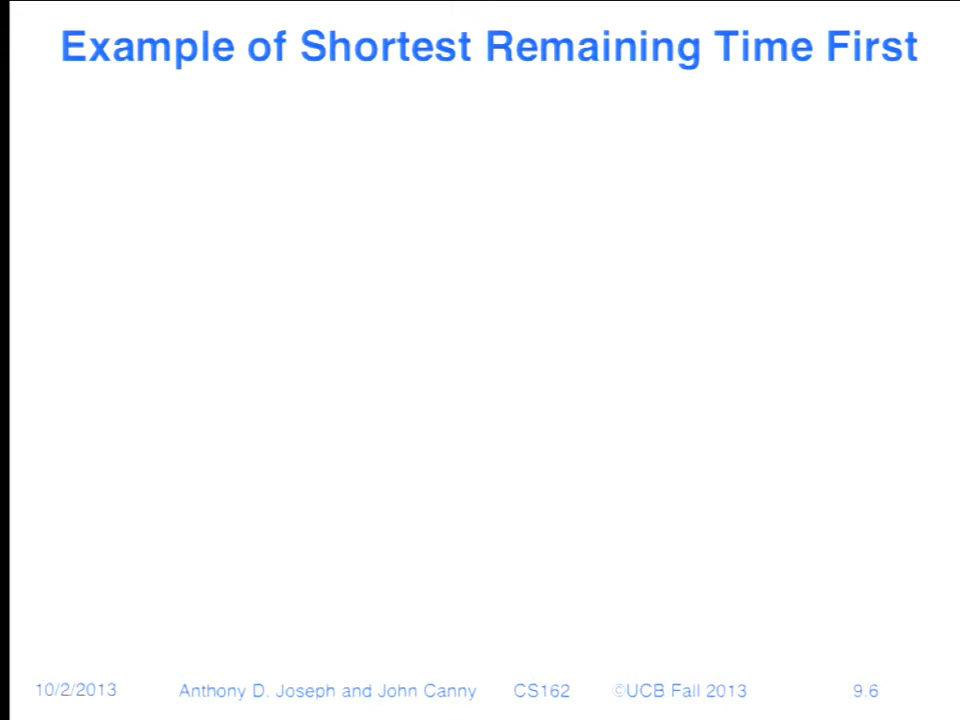 Example of Shortest Remaining Time First
10/2/2013 Anthony D. Joseph and John Canny CS162 ©UCB Fall 2013 9.6